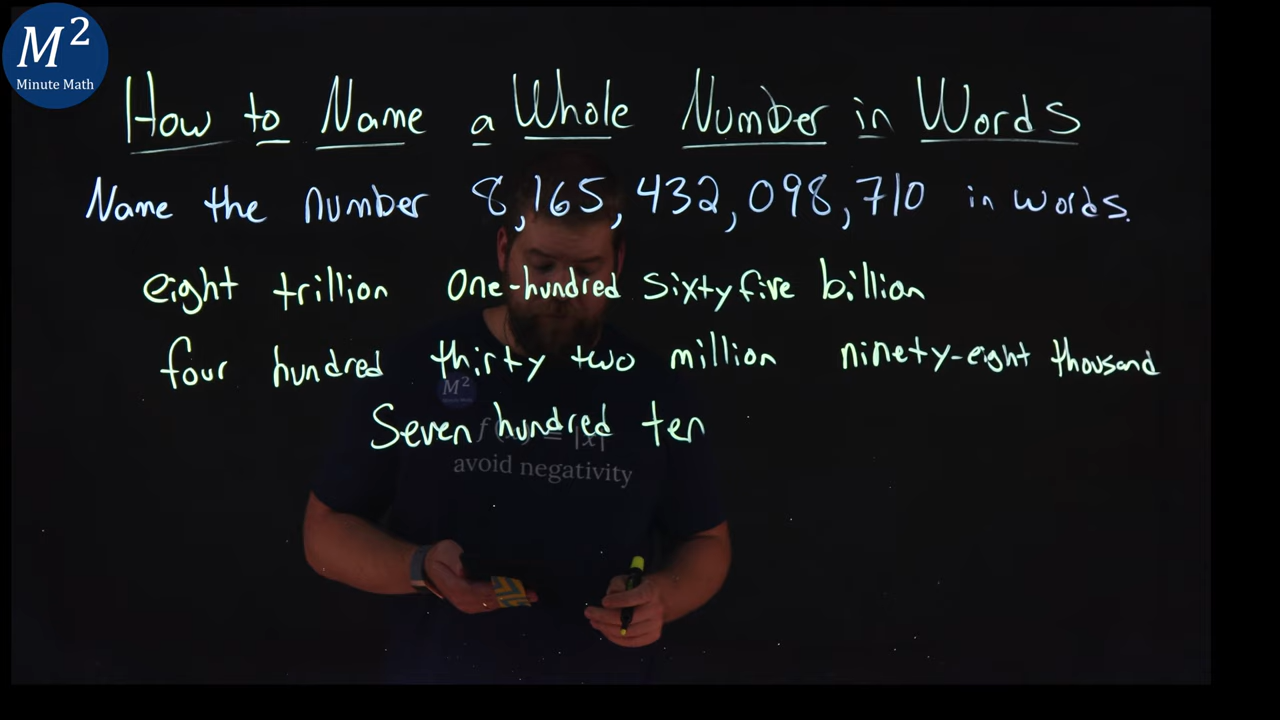 M²
Minute Math
How to Name a Whole Number in Words
Name the number 8,165,432,098,710 in words.
eight trillion one-hundred sixty five billion
four hundred thirty two million ninety-eight thousand
Seven hundred ten
M²
avoid negativity